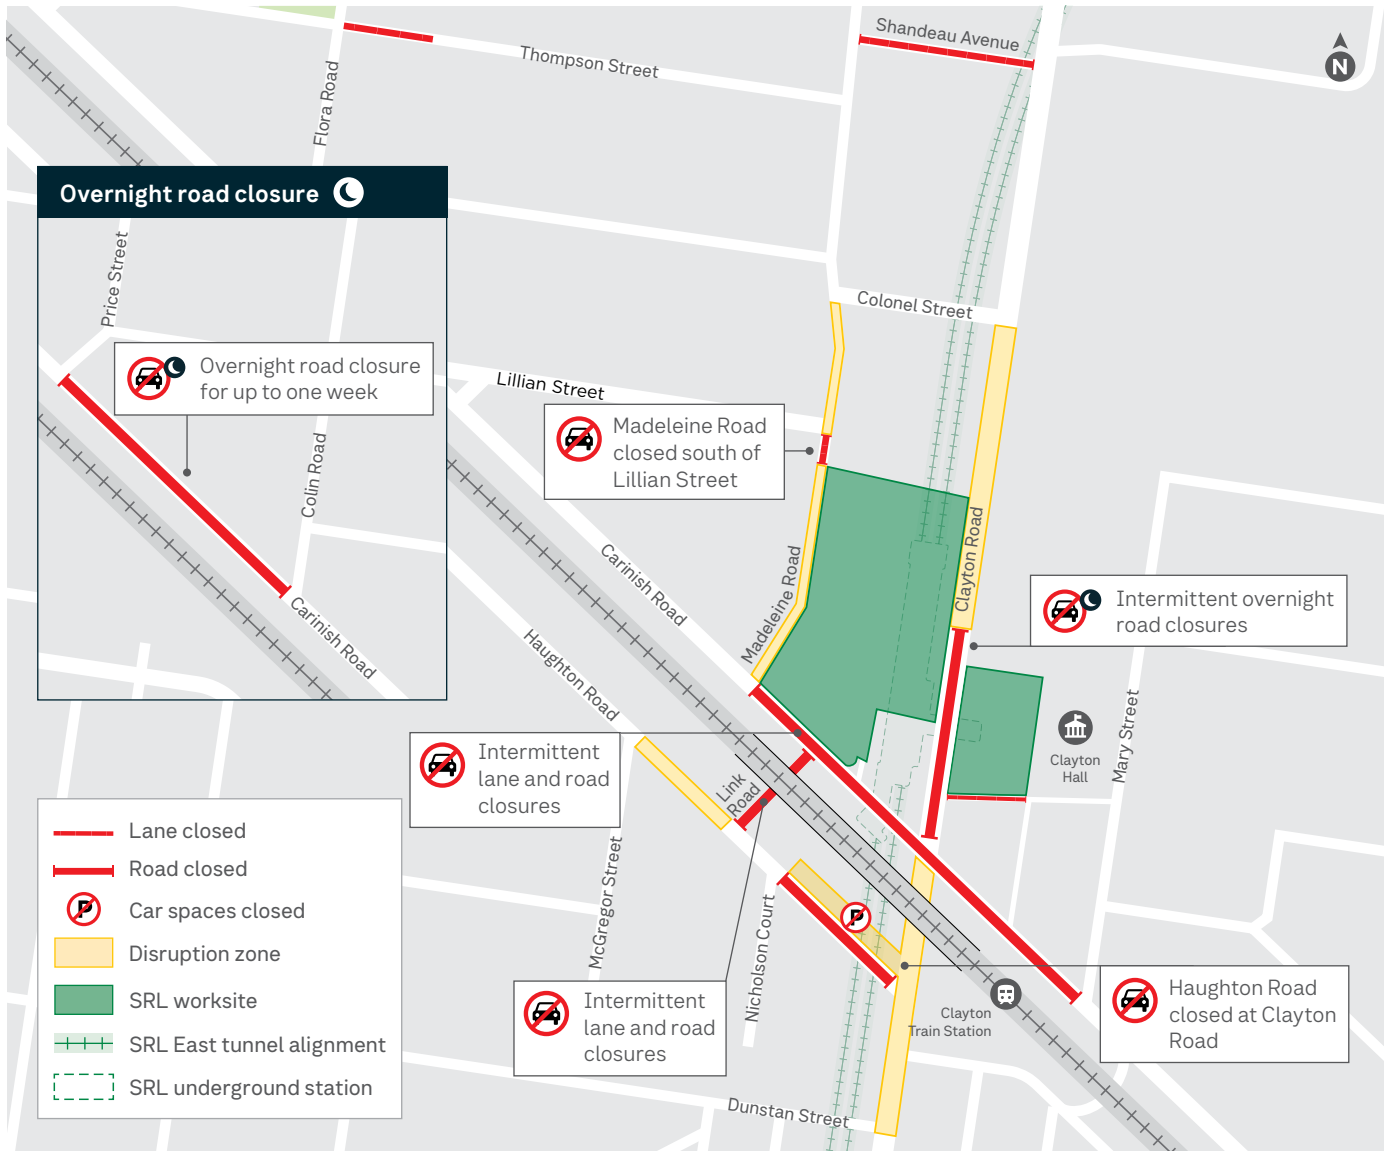 Shandeau Avenue
Thompson Street
Flora Road
N
Overnight road closure
Price Street
Overnight road closure
for up to one week
Colin Road
Carinish Road
Colonel Street
Lillian Street
Madeleine Road
closed south of
Lillian Street
Clayton Road
Carinish Road
Madeleine Road
Intermittent overnight
road closures
Haughton Road
Mary Street
Clayton
Hall
Intermittent
lane and road
closures
Link
Road
McGregor Street
Nicholson Court
P
Lane closed
Road closed
P
Car spaces closed
Disruption zone
SRL worksite
SRL East tunnel alignment
SRL underground station
Intermittent
lane and road
closures
Clayton
Train Station
Haughton Road
closed at Clayton
Road
Dunstan Street